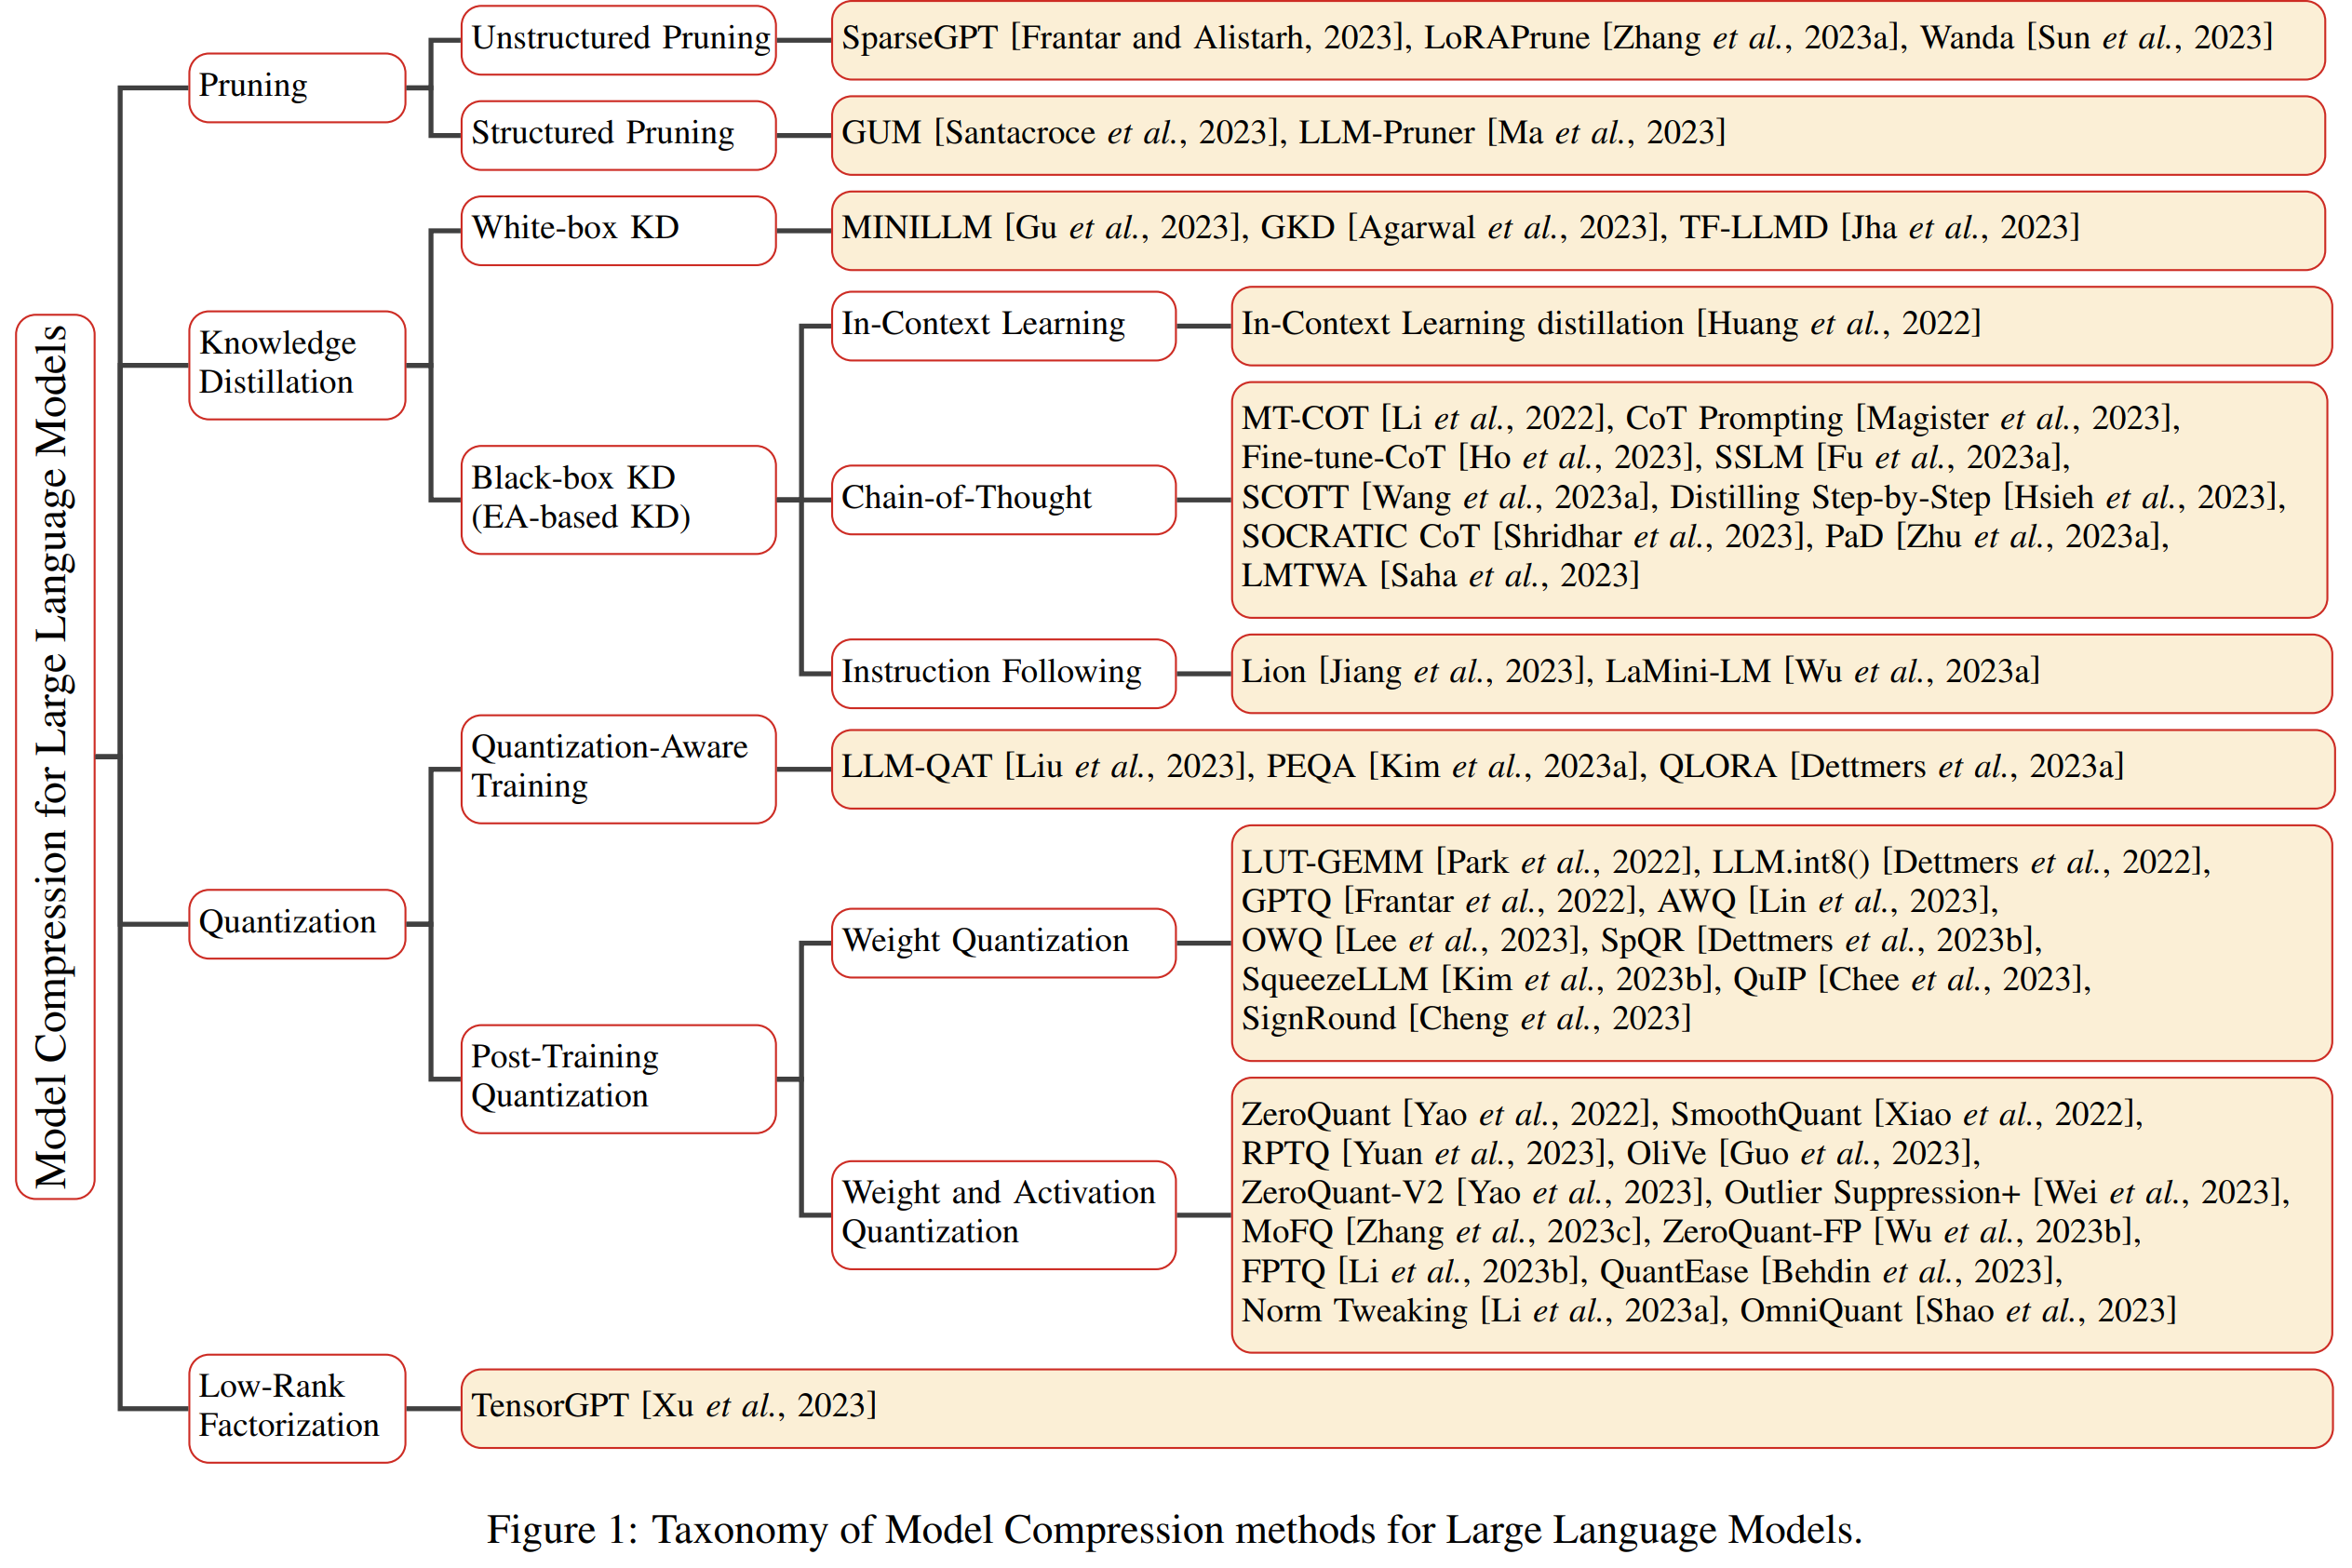 Model Compression for Large Language Models
Pruning
Unstructured Pruning
SparseGPT [Frantar and Alistarh, 2023], LoRAPrune [Zhang et al., 2023a], Wanda [Sun et al., 2023]
Structured Pruning
GUM [Santacroce et al., 2023], LLM-Pruner [Ma et al., 2023]
Knowledge
Distillation
White-box KD
MINILLM [Gu et al., 2023], GKD [Agarwal et al., 2023], TF-LLMD [Jha et al., 2023]
Black-box KD
(EA-based KD)
In-Context Learning
In-Context Learning distillation [Huang et al., 2022]
Chain-of-Thought
MT-COT [Li et al., 2022], CoT Prompting [Magister et al., 2023],
Fine-tune-CoT [Ho et al., 2023], SSLM [Fu et al., 2023a],
SCOTT [Wang et al., 2023a], Distilling Step-by-Step [Hsieh et al., 2023],
SOCRATIC CoT [Shridhar et al., 2023], PaD [Zhu et al., 2023a],
LMTWA [Saha et al., 2023]
Instruction Following
Lion [Jiang et al., 2023], LaMini-LM [Wu et al., 2023a]
Quantization
Quantization-Aware
Training
LLM-QAT [Liu et al., 2023], PEQA [Kim et al., 2023a], QLORA [Dettmers et al., 2023a]
Post-Training
Quantization
Weight Quantization
LUT-GEMM [Park et al., 2022], LLM.int8() [Dettmers et al., 2022],
GPTQ [Frantar et al., 2022], AWQ [Lin et al., 2023],
OWQ [Lee et al., 2023], SpQR [Dettmers et al., 2023b],
SqueezeLLM [Kim et al., 2023b], QuIP [Chee et al., 2023],
SignRound [Cheng et al., 2023]
Weight and Activation
Quantization
ZeroQuant [Yao et al., 2022], SmoothQuant [Xiao et al., 2022],
RPTQ [Yuan et al., 2023], OliVe [Guo et al., 2023],
ZeroQuant-V2 [Yao et al., 2023], Outlier Suppression+ [Wei et al., 2023],
MoFQ [Zhang et al., 2023c], ZeroQuant-FP [Wu et al., 2023b],
FPTQ [Li et al., 2023b], QuantEase [Behdin et al., 2023],
Norm Tweaking [Li et al., 2023a], OmniQuant [Shao et al., 2023]
Low-Rank
Factorization
TensorGPT [Xu et al., 2023]
Figure 1: Taxonomy of Model Compression methods for Large Language Models.